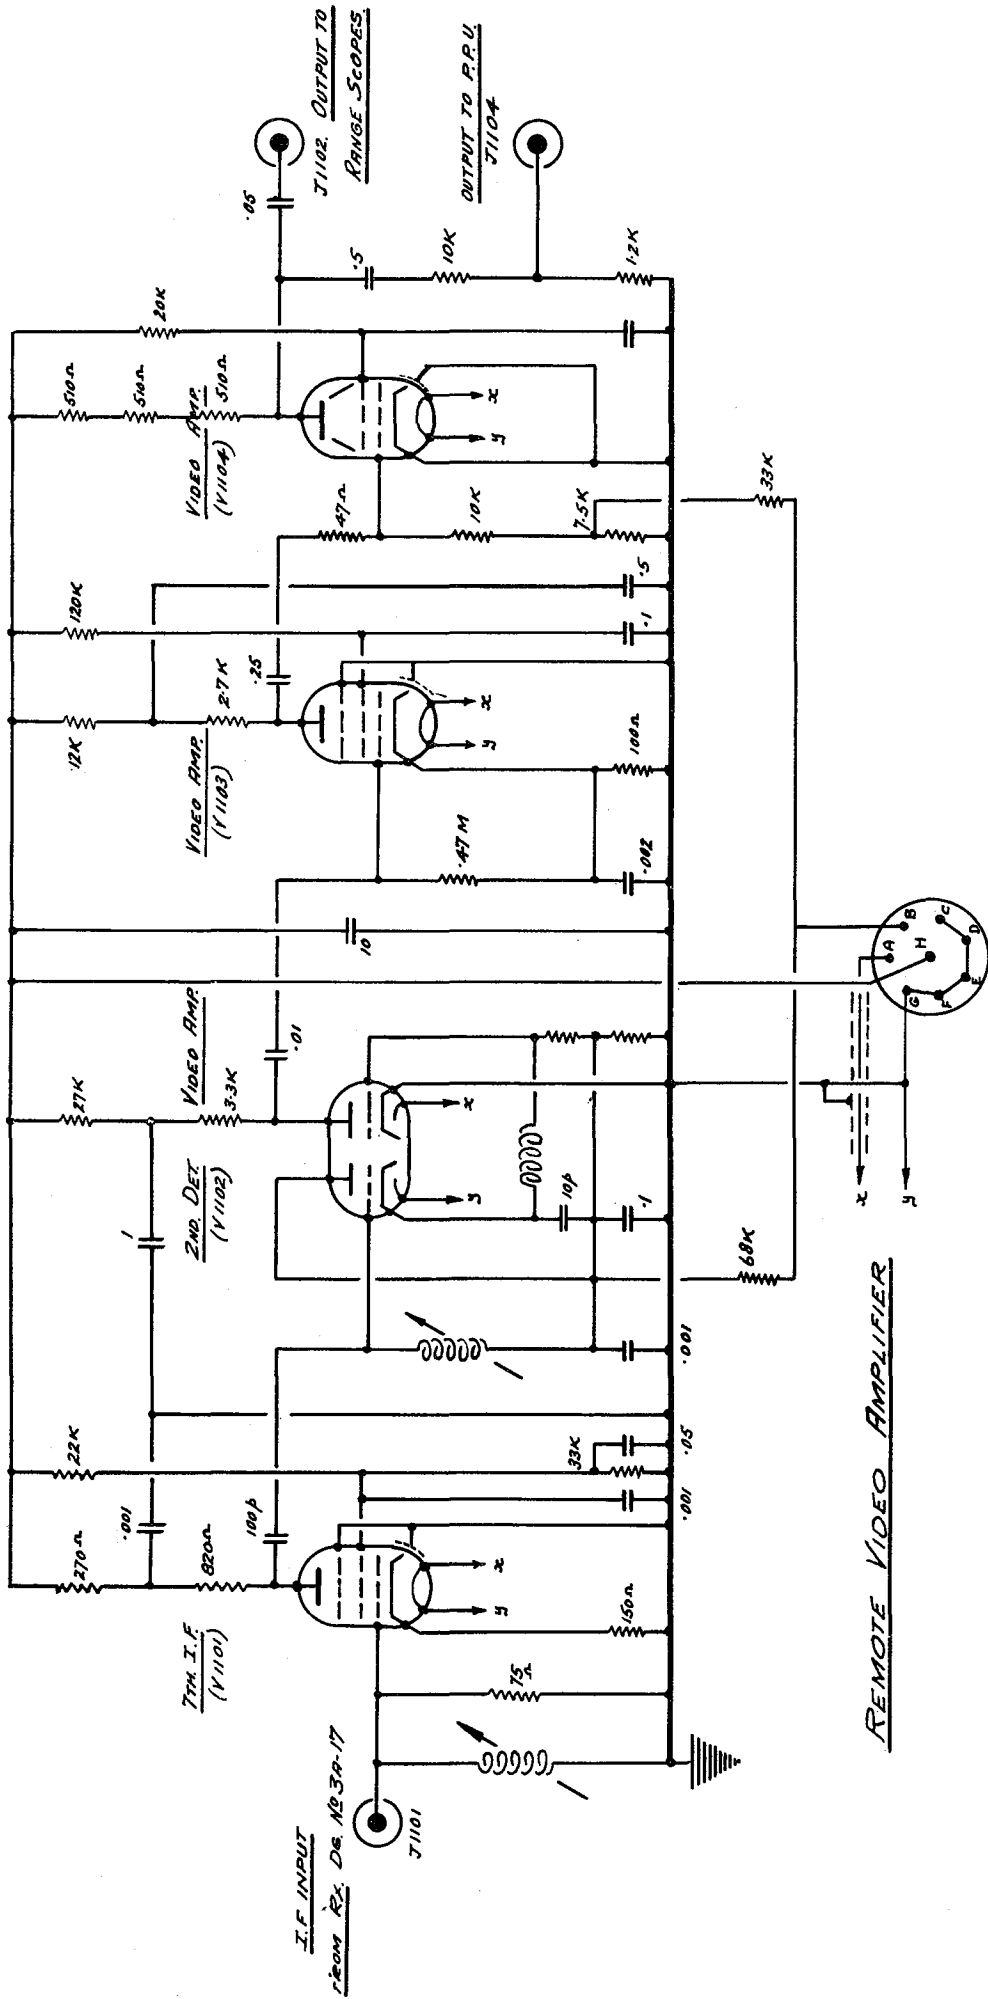 I.F INPUT
FROM RX. DG. No 3A-17
J1101
7TH. I.F.
(V1101)
270Ω
820Ω
.001
100p
22K
150Ω
75Ω
33K
.001
.05
.001
1
2ND. DET.
(V1102)
VIDEO AMP.
27K
3.3K
.01
10p
.1
68K
10
.47M
.002
VIDEO AMP.
(V1103)
12K
2.7K
.25
120K
100Ω
.1
.5
47Ω
10K
7.5K
33K
VIDEO AMP.
(V1104)
510Ω
510Ω
510Ω
20K
.05
.5
10K
1.2K
J1102. OUTPUT TO
RANGE SCOPES.
OUTPUT TO P.P.U.
J1104
x
y
x
y
x
y
x
y
x
y
A
B
C
D
E
F
G
H
REMOTE VIDEO AMPLIFIER